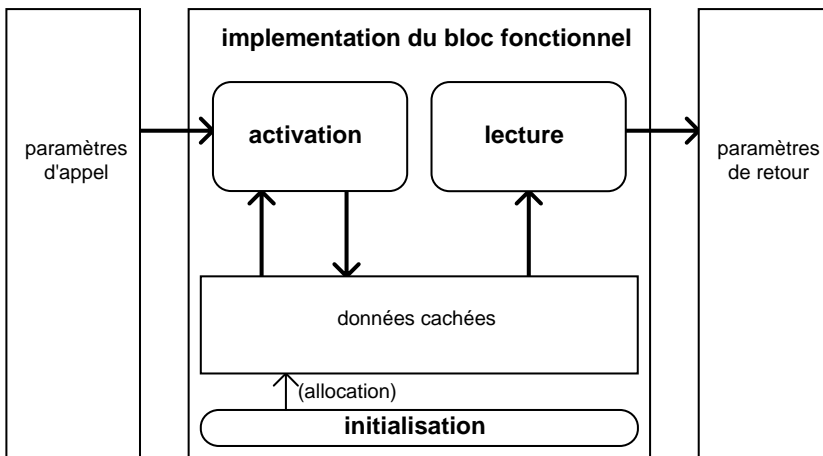 implementation du bloc fonctionnel
paramètres
d'appel
activation
lecture
paramètres
de retour
données cachées
(allocation)
initialisation